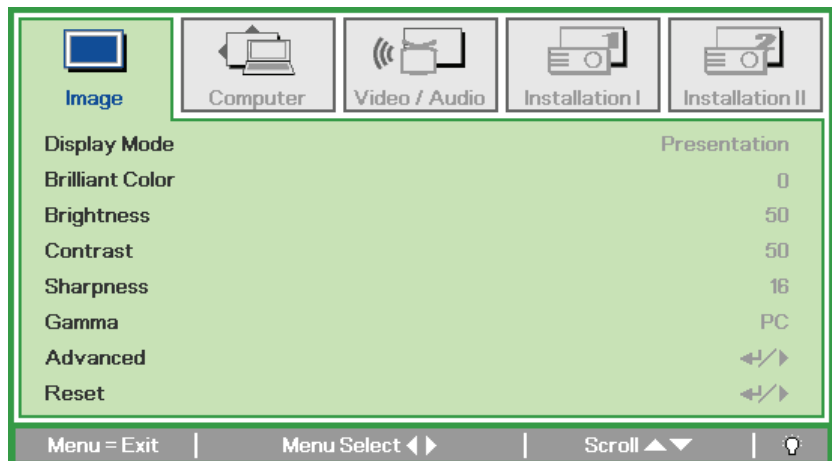 Image Computer Video / Audio Installation I Installation II
Display Mode Presentation
Brilliant Color 0
Brightness 50
Contrast 50
Sharpness 16
Gamma PC
Advanced ↵/▶
Reset ↵/▶
Menu = Exit | Menu Select ◀▶ | Scroll ▲▼ |